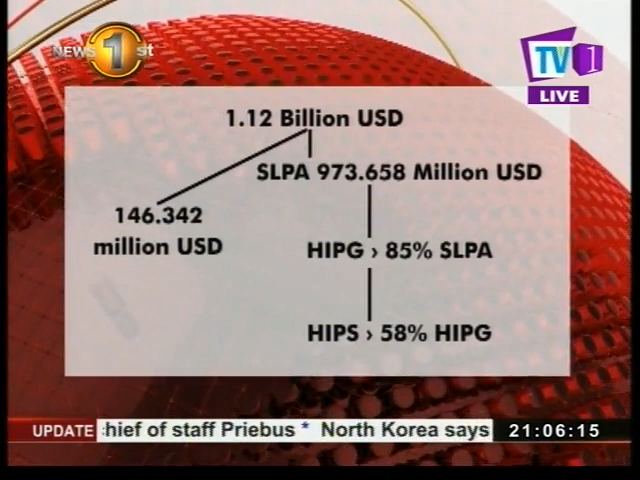 NEWS 1st
TV 1
LIVE
1.12 Billion USD
SLPA 973.658 Million USD
146.342
million USD
HIPG › 85% SLPA
HIPS › 58% HIPG
UPDATE hief of staff Priebus * North Korea says 21:06:15